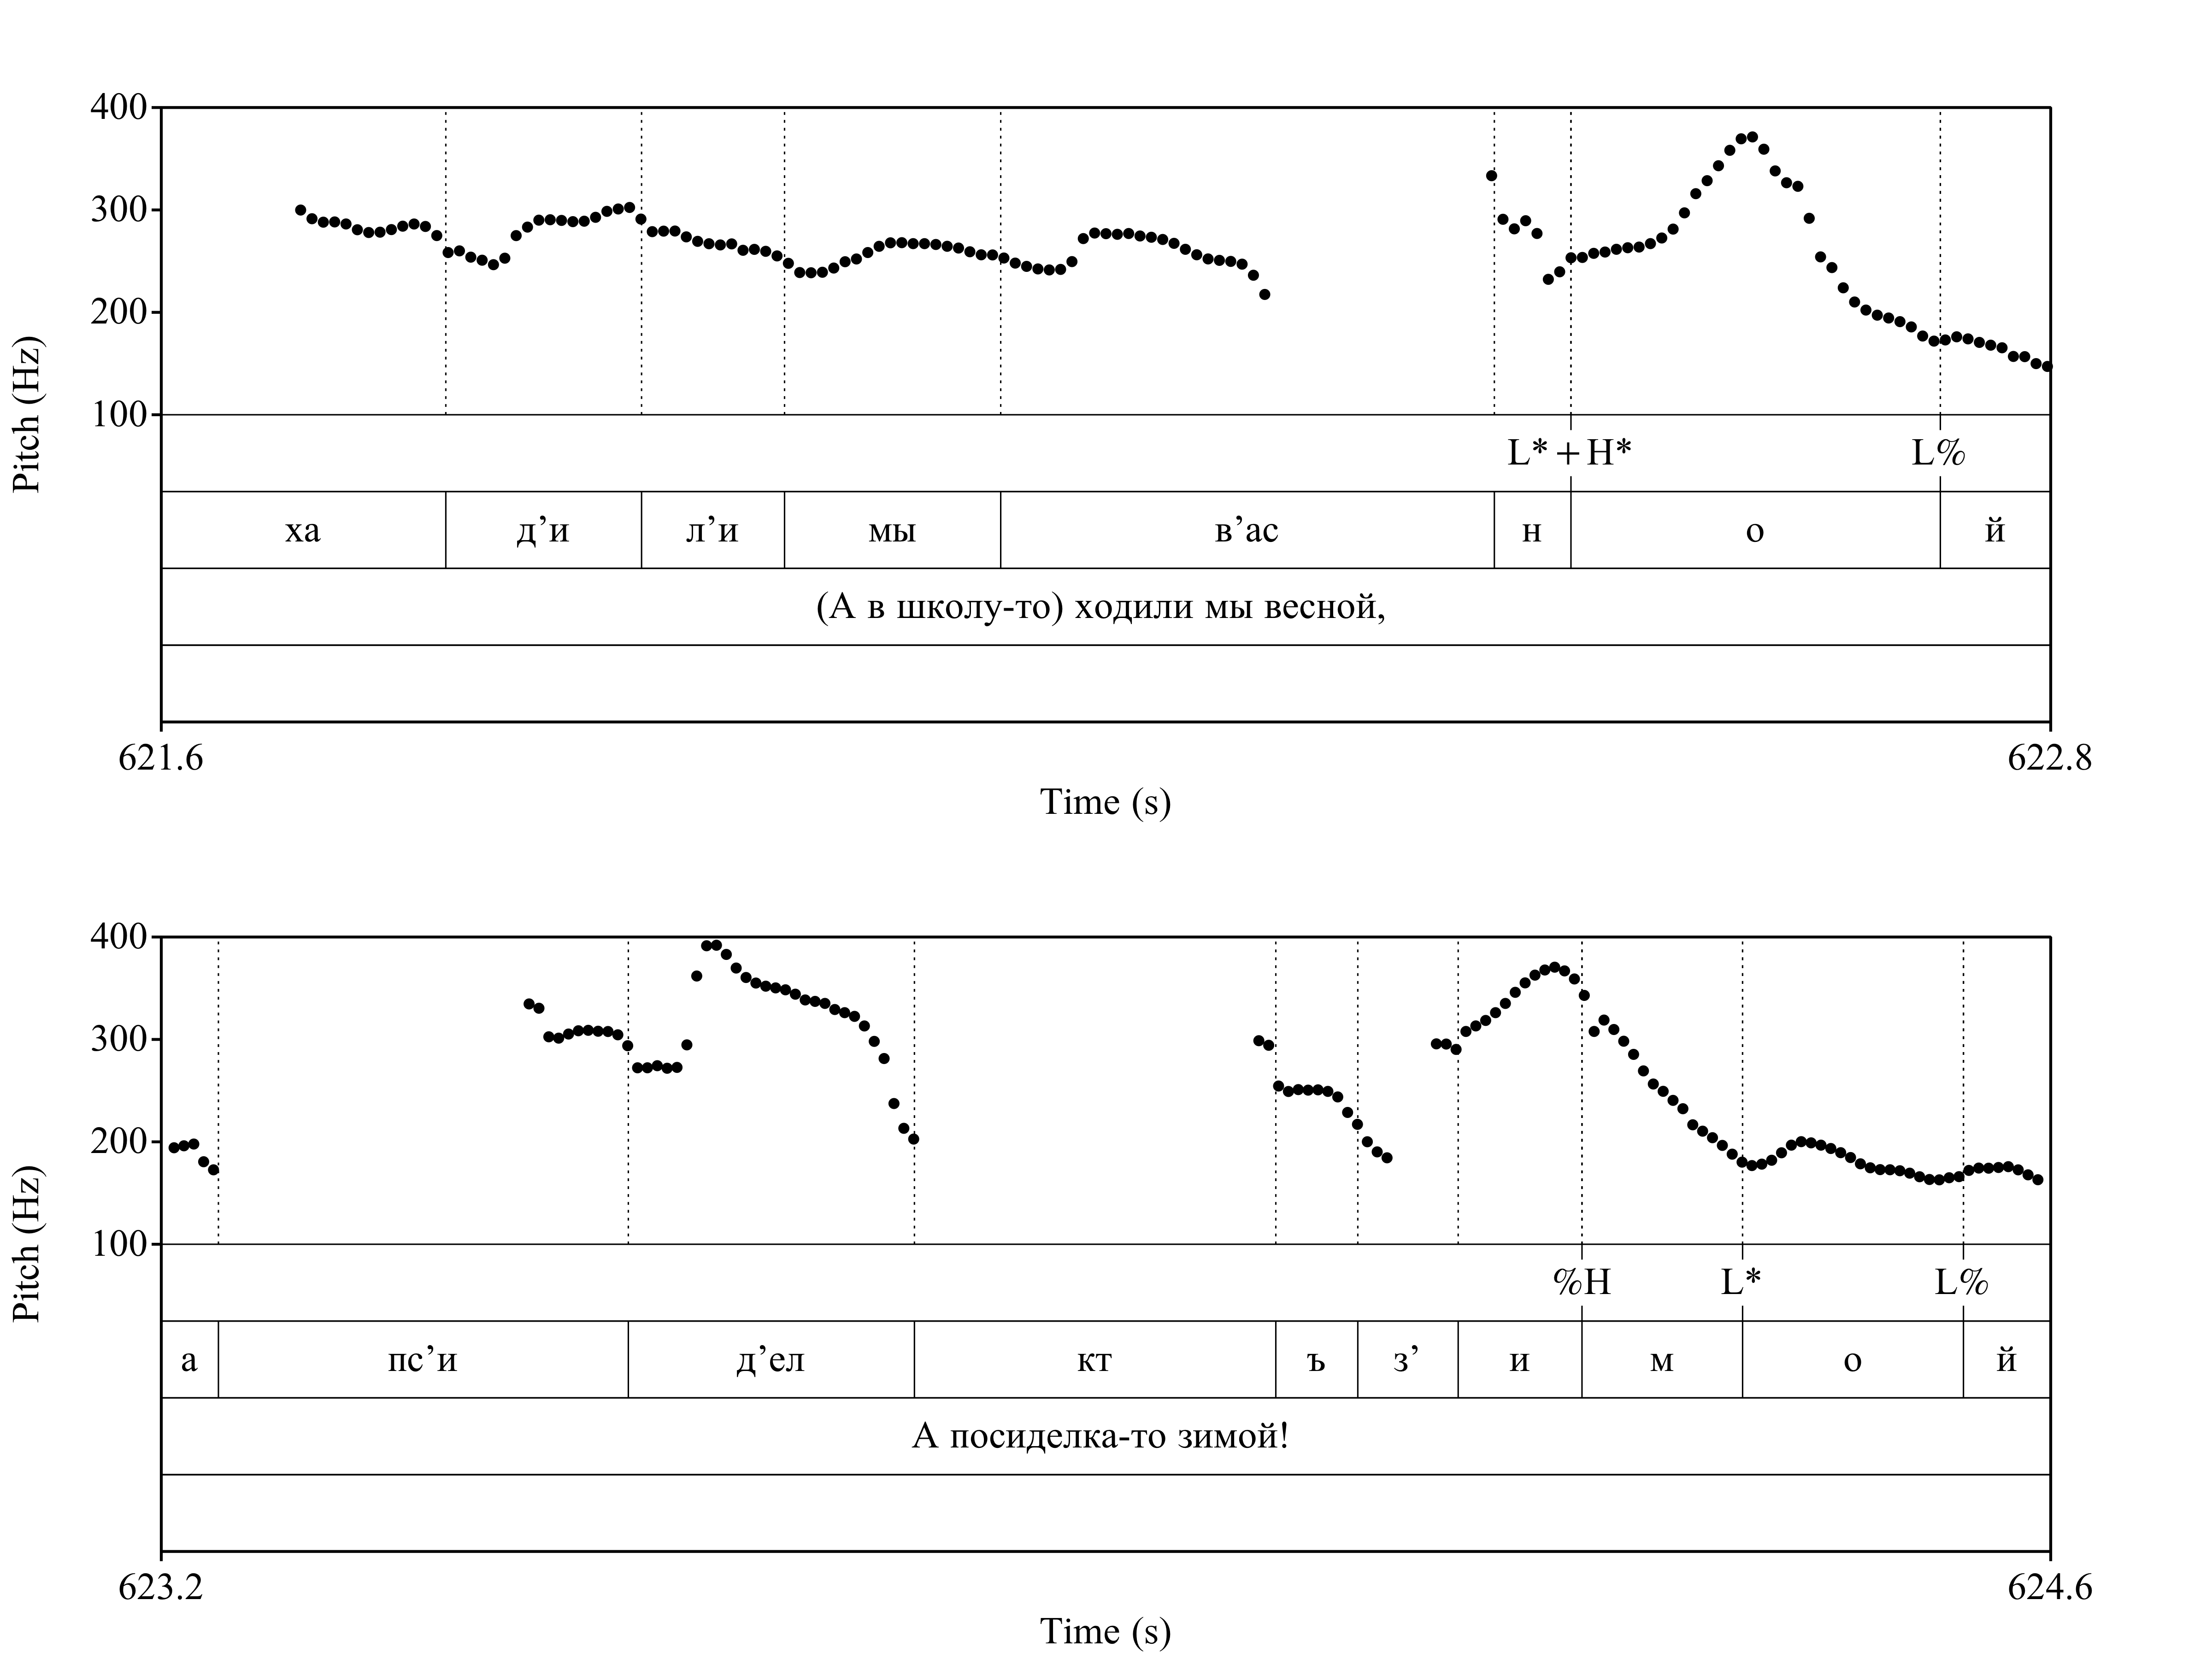 400
300
200
100
Pitch (Hz)
L* + H* L%
ха д’и л’и мы в’ас н о й
(А в школу-то) ходили мы весной,
621.6 622.8
Time (s)
400
300
200
100
Pitch (Hz)
%H L* L%
а пс’и д’ел кт ъ з’ и м о й
А посиделка-то зимой!
623.2 624.6
Time (s)